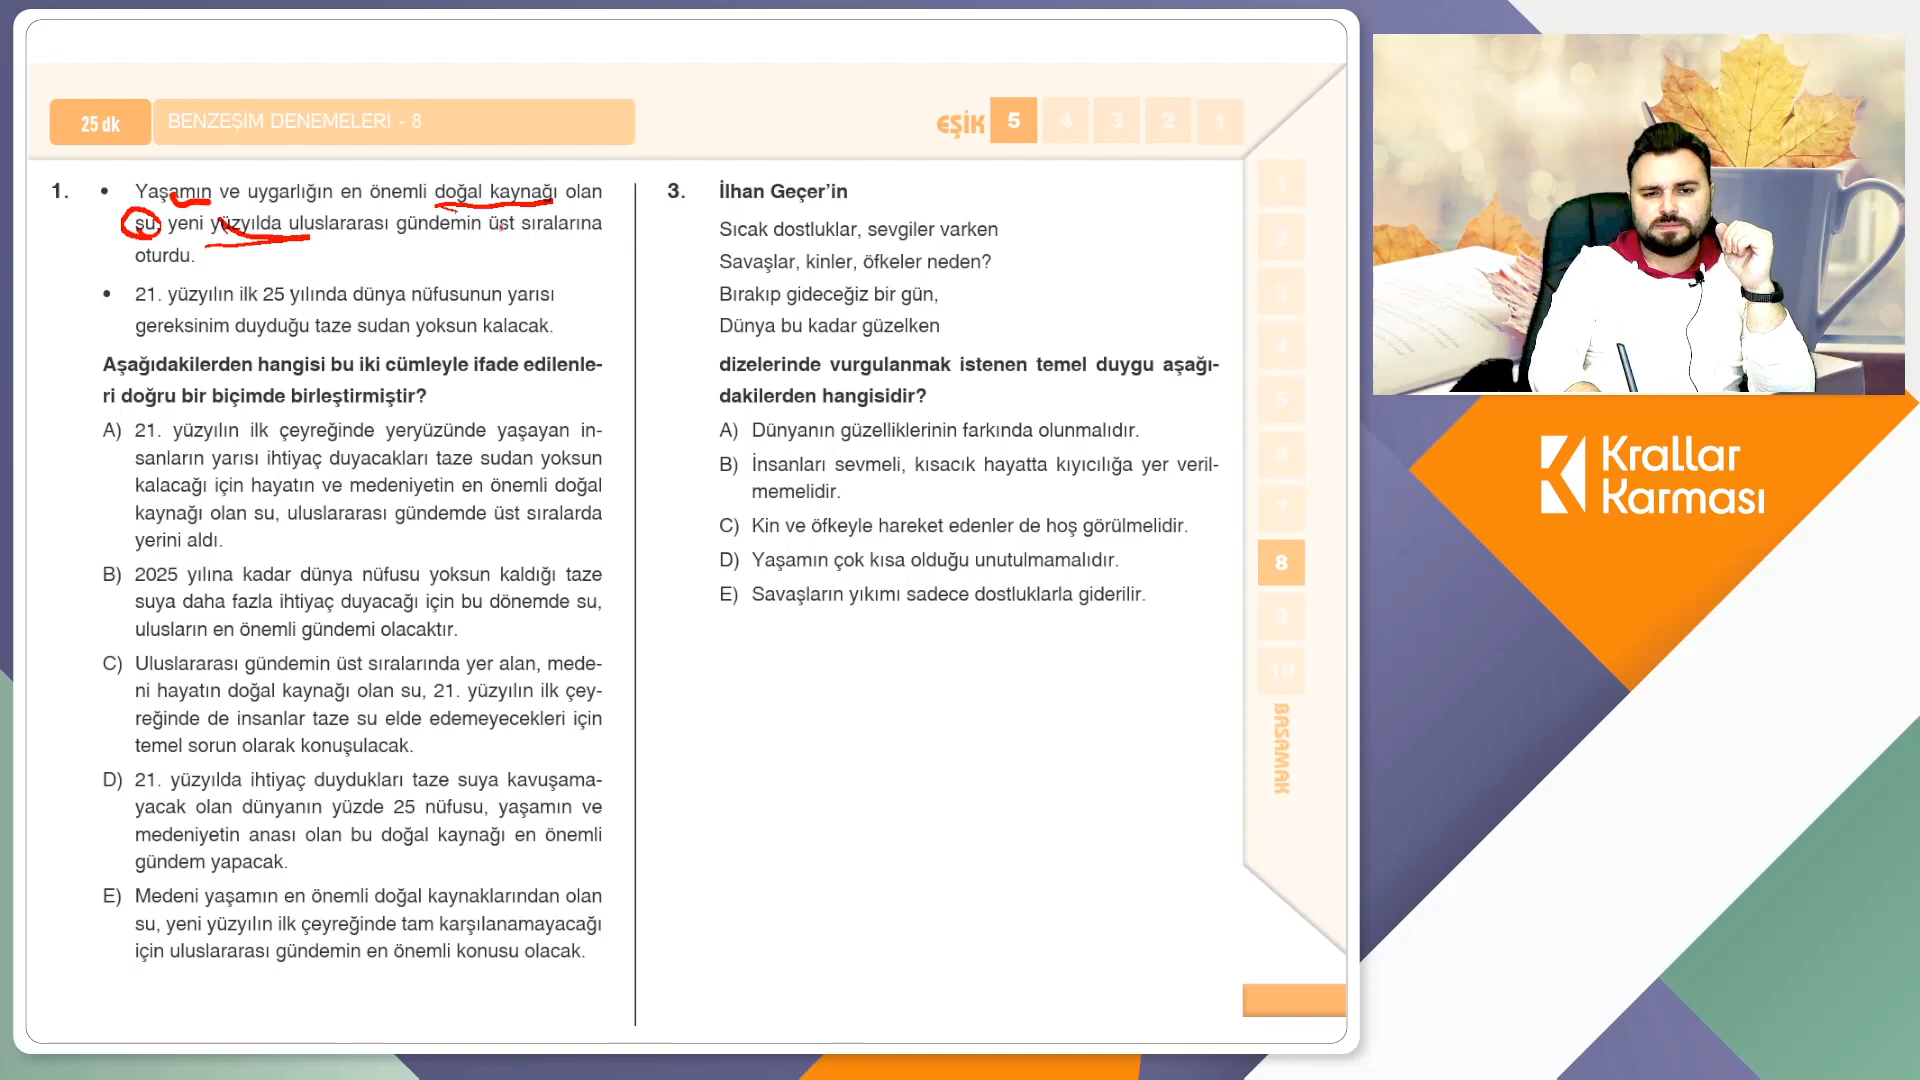 25 dk
BENZEŞİM DENEMELERİ - 8
EŞİK
5
4
3
2
1
1.
• Yaşamın ve uygarlığın en önemli doğal kaynağı olan
su, yeni yüzyılda uluslararası gündemin üst sıralarına
oturdu.
• 21. yüzyılın ilk 25 yılında dünya nüfusunun yarısı
gereksinim duyduğu taze sudan yoksun kalacak.
Aşağıdakilerden hangisi bu iki cümleyle ifade edilenle-
ri doğru bir biçimde birleştirmiştir?
A) 21. yüzyılın ilk çeyreğinde yeryüzünde yaşayan in-
sanların yarısı ihtiyaç duyacakları taze sudan yoksun
kalacağı için hayatın ve medeniyetin en önemli doğal
kaynağı olan su, uluslararası gündemde üst sıralarda
yerini aldı.
B) 2025 yılına kadar dünya nüfusu yoksun kaldığı taze
suya daha fazla ihtiyaç duyacağı için bu dönemde su,
ulusların en önemli gündemi olacaktır.
C) Uluslararası gündemin üst sıralarında yer alan, mede-
ni hayatın doğal kaynağı olan su, 21. yüzyılın ilk çey-
reğinde de insanlar taze su elde edemeyecekleri için
temel sorun olarak konuşulacak.
D) 21. yüzyılda ihtiyaç duydukları taze suya kavuşama-
yacak olan dünyanın yüzde 25 nüfusu, yaşamın ve
medeniyetin anası olan bu doğal kaynağı en önemli
gündem yapacak.
E) Medeni yaşamın en önemli doğal kaynaklarından olan
su, yeni yüzyılın ilk çeyreğinde tam karşılanamayacağı
için uluslararası gündemin en önemli konusu olacak.
3. İlhan Geçer’in
Sıcak dostluklar, sevgiler varken
Savaşlar, kinler, öfkeler neden?
Bırakıp gideceğiz bir gün,
Dünya bu kadar güzelken
dizelerinde vurgulanmak istenen temel duygu aşağı-
dakilerden hangisidir?
A) Dünyanın güzelliklerinin farkında olunmalıdır.
B) İnsanları sevmeli, kısacık hayatta kıyıcılığa yer veril-
memelidir.
C) Kin ve öfkeyle hareket edenler de hoş görülmelidir.
D) Yaşamın çok kısa olduğu unutulmamalıdır.
E) Savaşların yıkımı sadece dostluklarla giderilir.
1
2
3
4
5
6
7
8
9
10
BASAMAK
Krallar
Karması